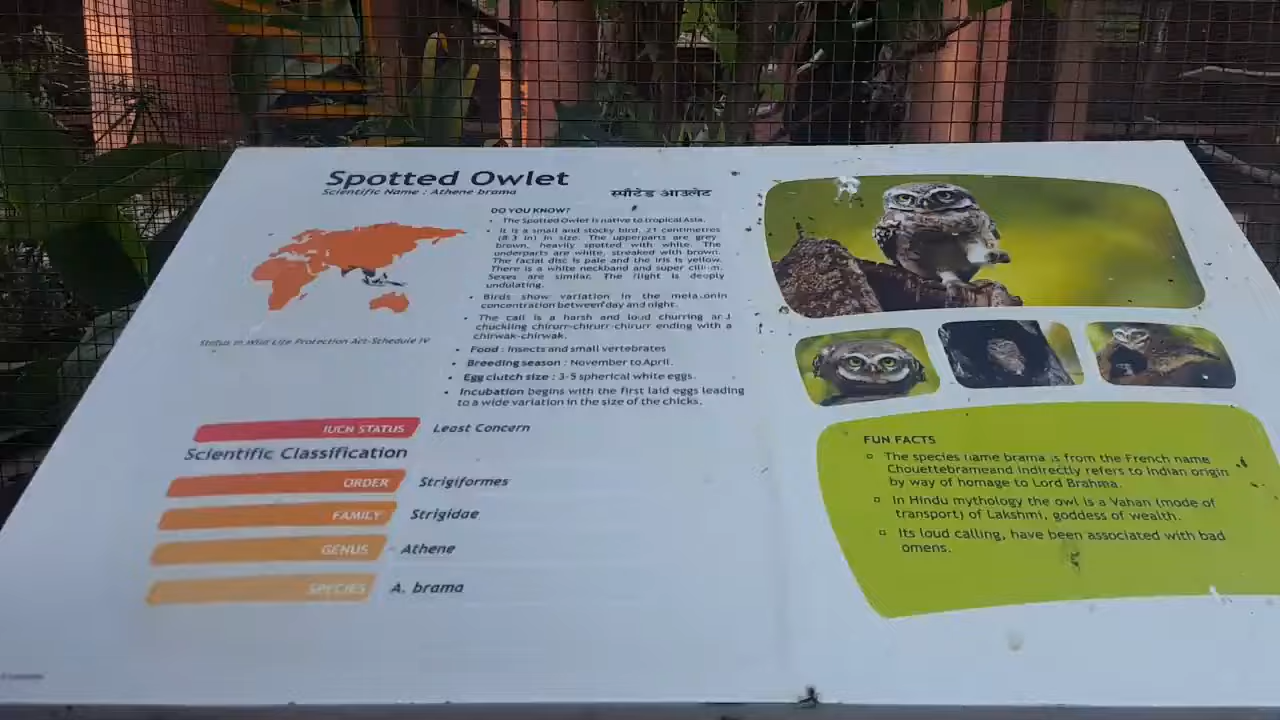 Spotted Owlet
Scientific Name : Athene brama
स्पॉटेड आउलेट
DO YOU KNOW?
• The Spotted Owlet is native to tropical Asia.
• It is a small and stocky bird, 21 centimetres
(8.3 in) in size. The upperparts are grey-
brown, heavily spotted with white. The
underparts are white, streaked with brown.
The facial disc is pale and the iris is yellow.
There is a white neckband and super cilium.
Sexes are similar. The flight is deeply
undulating.
• Birds show variation in the melatonin
concentration between day and night.
• The call is a harsh and loud churring and
chuckling chirurr-chirurr-chirurr ending with a
chirwak-chirwak.
• Food : Insects and small vertebrates
• Breeding season : November to April.
• Egg clutch size : 3-5 spherical white eggs.
• Incubation begins with the first laid eggs leading
to a wide variation in the size of the chicks.
Status in Wild Life Protection Act-Schedule IV
IUCN STATUS Least Concern
Scientific Classification
ORDER Strigiformes
FAMILY Strigidae
GENUS Athene
SPECIES A. brama
FUN FACTS
▫ The species name brama is from the French name
Chouettebrameand indirectly refers to Indian origin
by way of homage to Lord Brahma.
▫ In Hindu mythology the owl is a Vahan (mode of
transport) of Lakshmi, goddess of wealth.
▫ Its loud calling, have been associated with bad
omens.